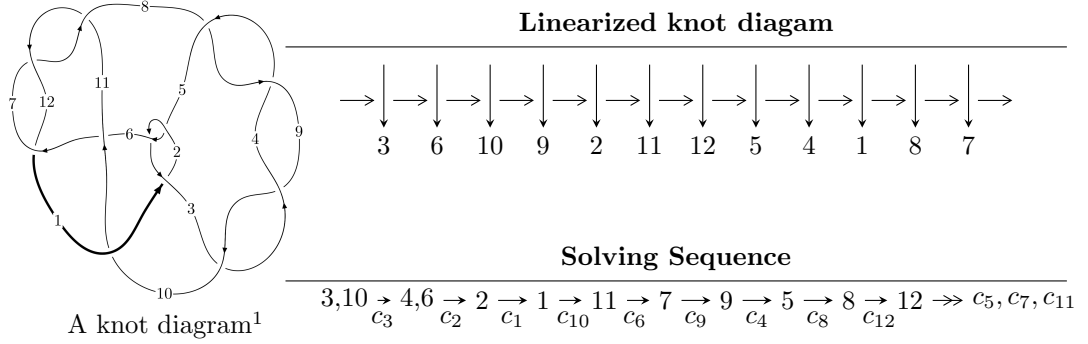 8
11
5
7
12
6
4
9
2
1
3
10
A knot diagram¹
Linearized knot diagam
3 6 10 9 2 11 12 5 4 1 8 7
Solving Sequence
3,10 → 4,6 → 2 → 1 → 11 → 7 → 9 → 5 → 8 → 12 →» c₅, c₇, c₁₁
c₃ c₂ c₁ c₁₀ c₆ c₉ c₄ c₈ c₁₂